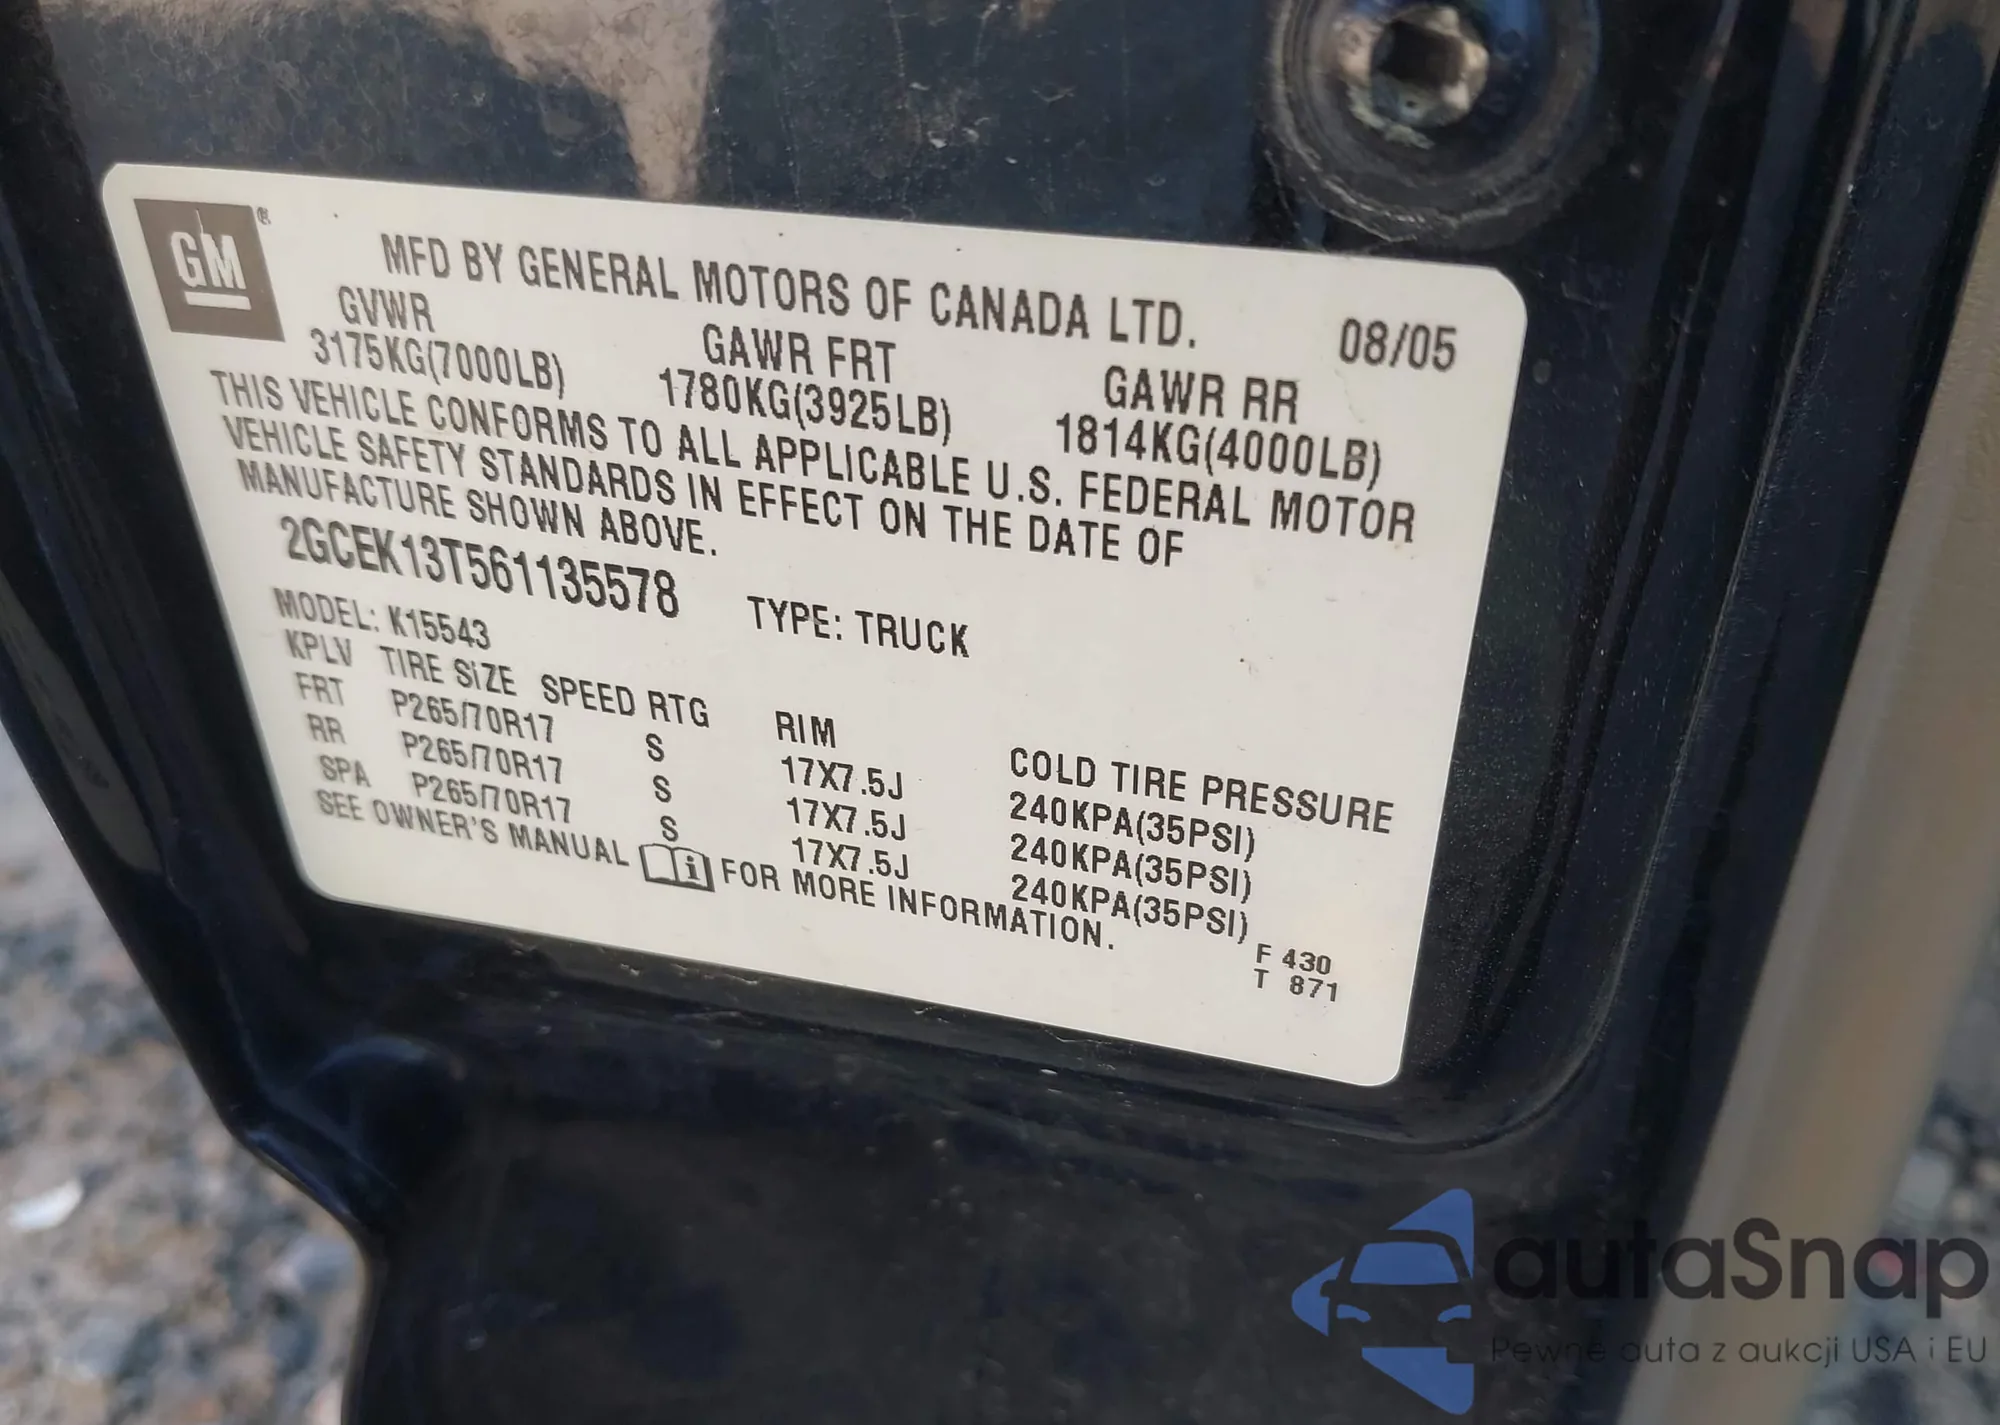 GM®
MFD BY GENERAL MOTORS OF CANADA LTD. 08/05
GVWR GAWR FRT GAWR RR
3175KG(7000LB) 1780KG(3925LB) 1814KG(4000LB)
THIS VEHICLE CONFORMS TO ALL APPLICABLE U.S. FEDERAL MOTOR
VEHICLE SAFETY STANDARDS IN EFFECT ON THE DATE OF
MANUFACTURE SHOWN ABOVE.
2GCEK13T561135578 TYPE: TRUCK
MODEL: K15543
KPLV TIRE SIZE SPEED RTG RIM COLD TIRE PRESSURE
FRT P265/70R17 S 17X7.5J 240KPA(35PSI)
RR P265/70R17 S 17X7.5J 240KPA(35PSI)
SPA P265/70R17 S 17X7.5J 240KPA(35PSI)
SEE OWNER'S MANUAL i FOR MORE INFORMATION.
F 430
T 871
autaSnap
Pewne auta z aukcji USA i EU